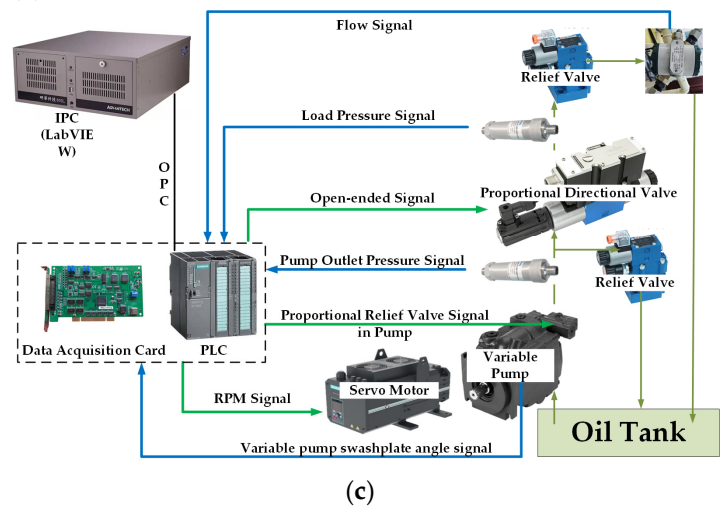 Flow Signal
Relief Valve
ADVANTECH
IPC
(LabVIE
W)
Load Pressure Signal
O
P
C
Open-ended Signal
Proportional Directional Valve
Pump Outlet Pressure Signal
Relief Valve
SIEMENS
Proportional Relief Valve Signal
in Pump
Data Acquisition Card
PLC
Variable
Pump
RPM Signal
Servo Motor
Oil Tank
Variable pump swashplate angle signal
(c)